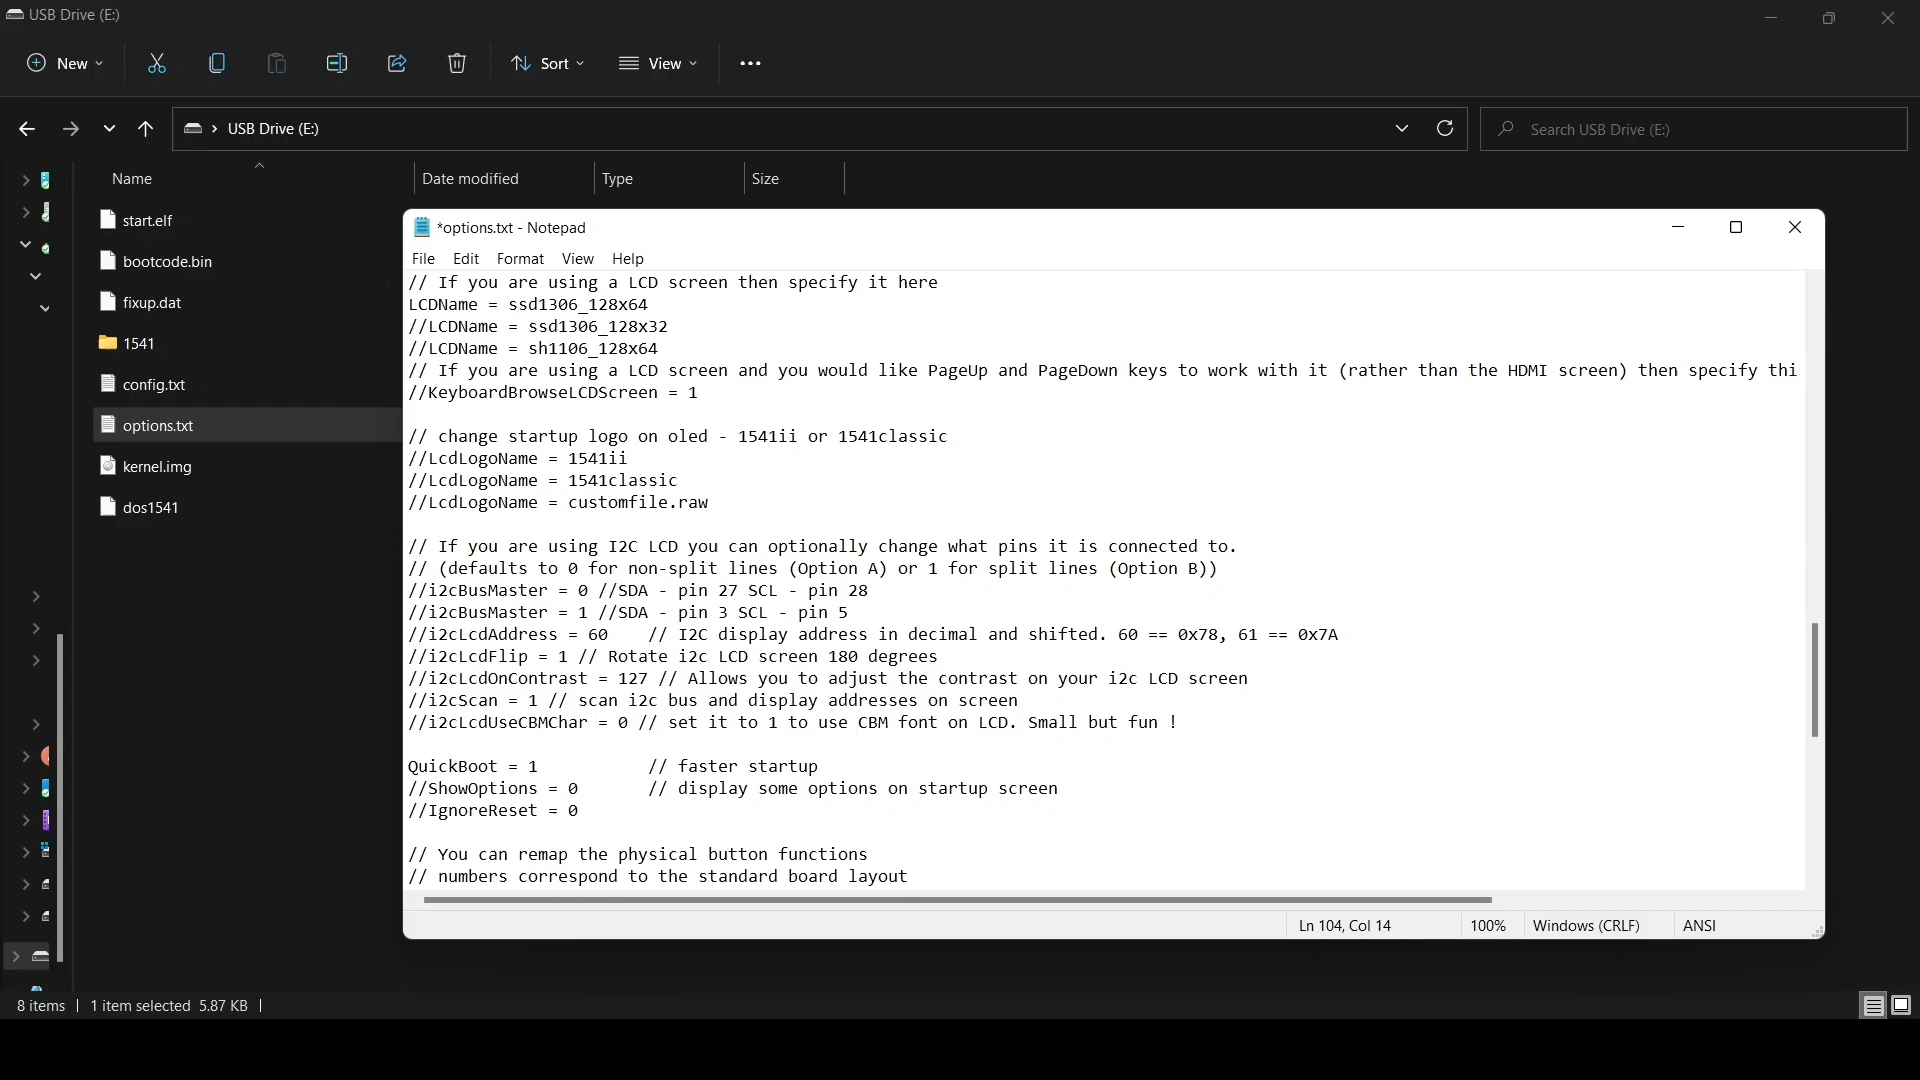 USB Drive (E:)
New
Sort
View
USB Drive (E:)
Search USB Drive (E:)
Name
Date modified
Type
Size
start.elf
bootcode.bin
fixup.dat
1541
config.txt
options.txt
kernel.img
dos1541
*options.txt - Notepad
File Edit Format View Help
// If you are using a LCD screen then specify it here
LCDName = ssd1306_128x64
//LCDName = ssd1306_128x32
//LCDName = sh1106_128x64
// If you are using a LCD screen and you would like PageUp and PageDown keys to work with it (rather than the HDMI screen) then specify thi
//KeyboardBrowseLCDScreen = 1
// change startup logo on oled - 1541ii or 1541classic
//LcdLogoName = 1541ii
//LcdLogoName = 1541classic
//LcdLogoName = customfile.raw
// If you are using I2C LCD you can optionally change what pins it is connected to.
// (defaults to 0 for non-split lines (Option A) or 1 for split lines (Option B))
//i2cBusMaster = 0 //SDA - pin 27 SCL - pin 28
//i2cBusMaster = 1 //SDA - pin 3 SCL - pin 5
//i2cLcdAddress = 60    // I2C display address in decimal and shifted. 60 == 0x78, 61 == 0x7A
//i2cLcdFlip = 1 // Rotate i2c LCD screen 180 degrees
//i2cLcdOnContrast = 127 // Allows you to adjust the contrast on your i2c LCD screen
//i2cScan = 1 // scan i2c bus and display addresses on screen
//i2cLcdUseCBMChar = 0 // set it to 1 to use CBM font on LCD. Small but fun !
QuickBoot = 1           // faster startup
//ShowOptions = 0       // display some options on startup screen
//IgnoreReset = 0
// You can remap the physical button functions
// numbers correspond to the standard board layout
Ln 104, Col 14
100%
Windows (CRLF)
ANSI
8 items
1 item selected 5.87 KB